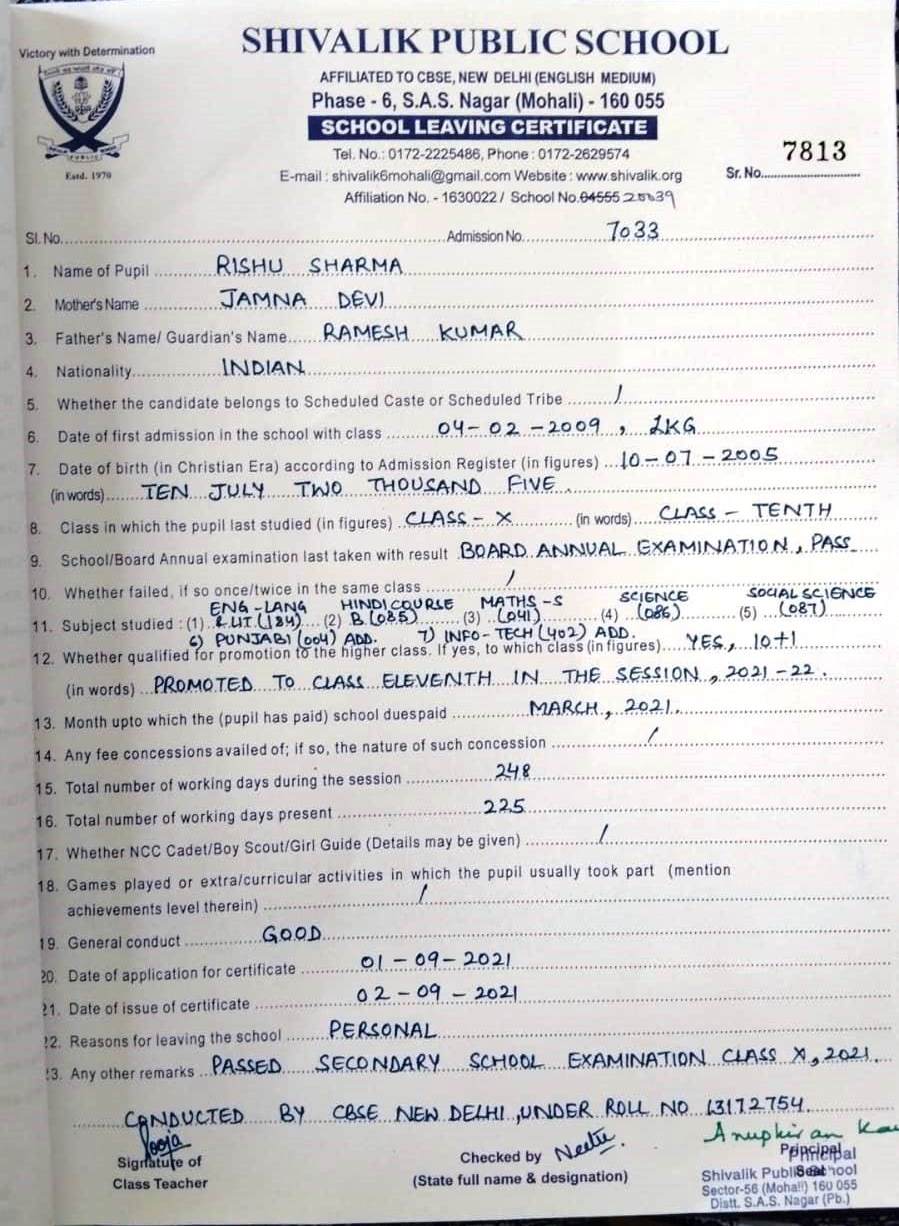 Victory with Determination
SHIVALIK PUBLIC SCHOOL
AFFILIATED TO CBSE, NEW DELHI (ENGLISH MEDIUM)
Phase - 6, S.A.S. Nagar (Mohali) - 160 055
SCHOOL LEAVING CERTIFICATE
Estd. 1970
Tel. No.: 0172-2225486, Phone : 0172-2629574
E-mail : shivalik6mohali@gmail.com Website : www.shivalik.org
Sr. No. 7813
Affiliation No. - 1630022 / School No. 04555 20039
Sl. No. Admission No. 7033
1. Name of Pupil RISHU SHARMA
2. Mother's Name JAMNA DEVI
3. Father's Name/ Guardian's Name RAMESH KUMAR
4. Nationality INDIAN
5. Whether the candidate belongs to Scheduled Caste or Scheduled Tribe /
6. Date of first admission in the school with class 04-02-2009, LKG
7. Date of birth (in Christian Era) according to Admission Register (in figures) 10-07-2005
(in words) TEN JULY TWO THOUSAND FIVE.
8. Class in which the pupil last studied (in figures) CLASS-X (in words) CLASS-TENTH
9. School/Board Annual examination last taken with result BOARD ANNUAL EXAMINATION, PASS
10. Whether failed, if so once/twice in the same class /
11. Subject studied : (1) ENG-LANG & LIT.(184) (2) HINDI COURSE B.(085) (3) MATHS-S (041) (4) SCIENCE (086) (5) SOCIAL SCIENCE (087)
6) PUNJABI (004) ADD. 7) INFO-TECH (402) ADD.
12. Whether qualified for promotion to the higher class. If yes, to which class (in figures) YES, 10+1
(in words) PROMOTED TO CLASS ELEVENTH IN THE SESSION, 2021-22.
13. Month upto which the (pupil has paid) school duespaid MARCH, 2021.
14. Any fee concessions availed of; if so, the nature of such concession /
15. Total number of working days during the session 248
16. Total number of working days present 225
17. Whether NCC Cadet/Boy Scout/Girl Guide (Details may be given) /
18. Games played or extra/curricular activities in which the pupil usually took part (mention
achievements level therein) /
19. General conduct GOOD
20. Date of application for certificate 01-09-2021
21. Date of issue of certificate 02-09-2021
22. Reasons for leaving the school PERSONAL
23. Any other remarks PASSED SECONDARY SCHOOL EXAMINATION CLASS X, 2021.
CONDUCTED BY CBSE NEW DELHI, UNDER ROLL NO 13172754.
Pooja
Signature of
Class Teacher
Checked by Neetu.
(State full name & designation)
Anupkiran Kau
Principal
Principal
Seal
Shivalik Public School
Sector-56 (Mohali) 160 055
Distt. S.A.S. Nagar (Pb.)